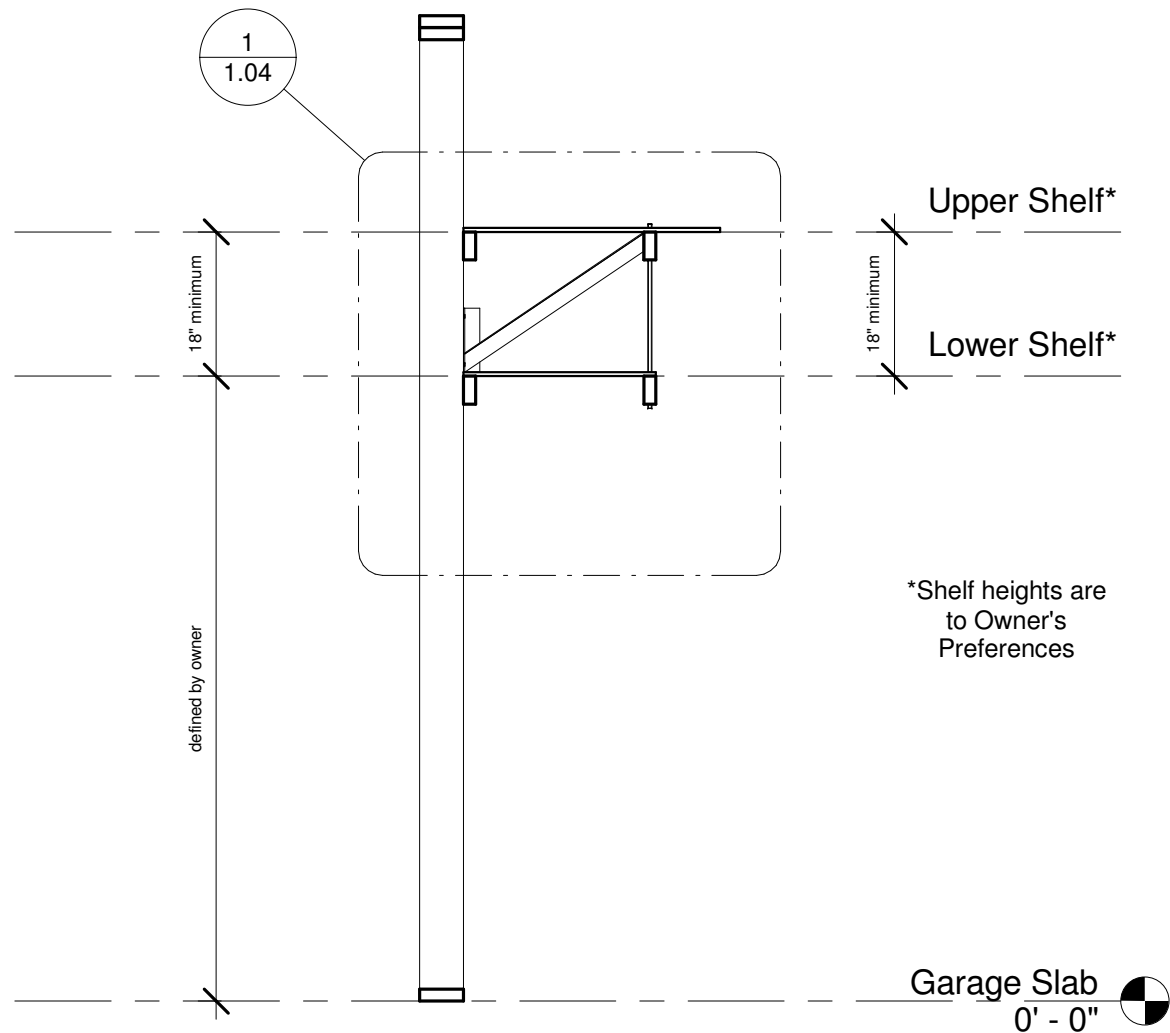 1
1.04
Upper Shelf*
18" minimum
18" minimum
Lower Shelf*
*Shelf heights are
to Owner's
Preferences
defined by owner
Garage Slab
0' - 0"